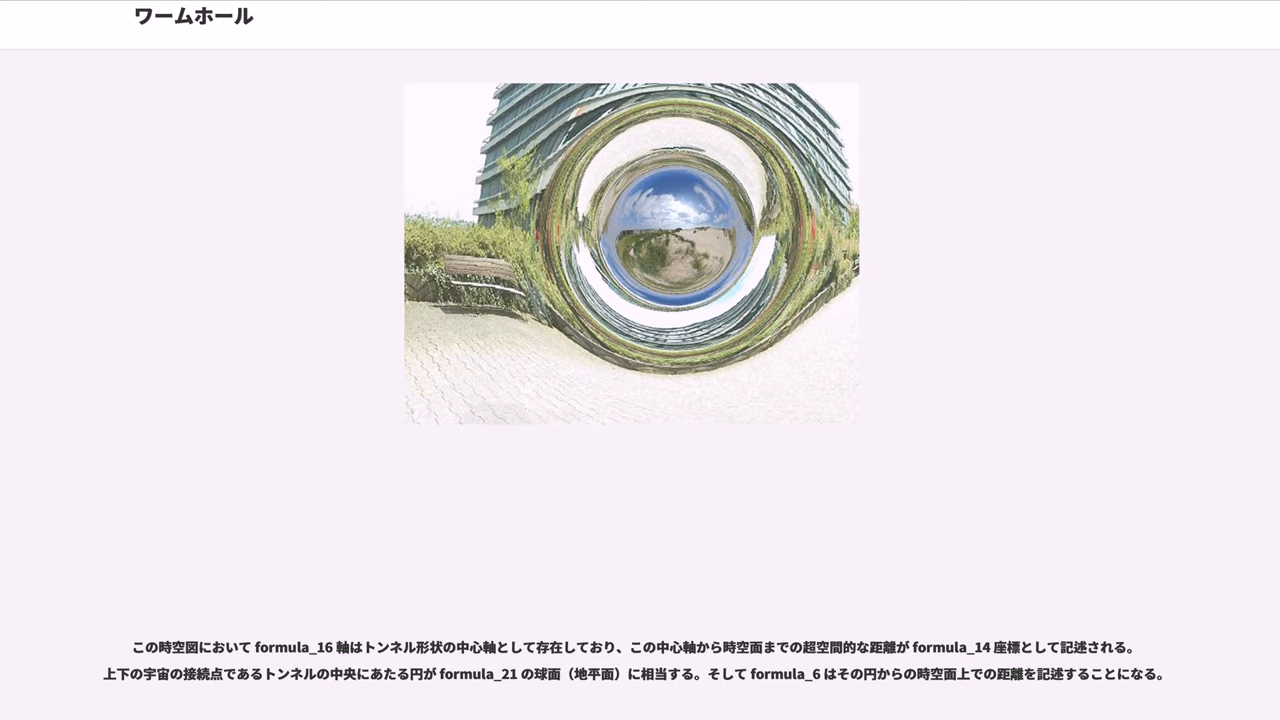 ワームホール
この時空図において formula_16 軸はトンネル形状の中心軸として存在しており、この中心軸から時空面までの超空間的な距離が formula_14 座標として記述される。
上下の宇宙の接続点であるトンネルの中央にあたる円が formula_21 の球面（地平面）に相当する。そして formula_6 はその円からの時空面上での距離を記述することになる。